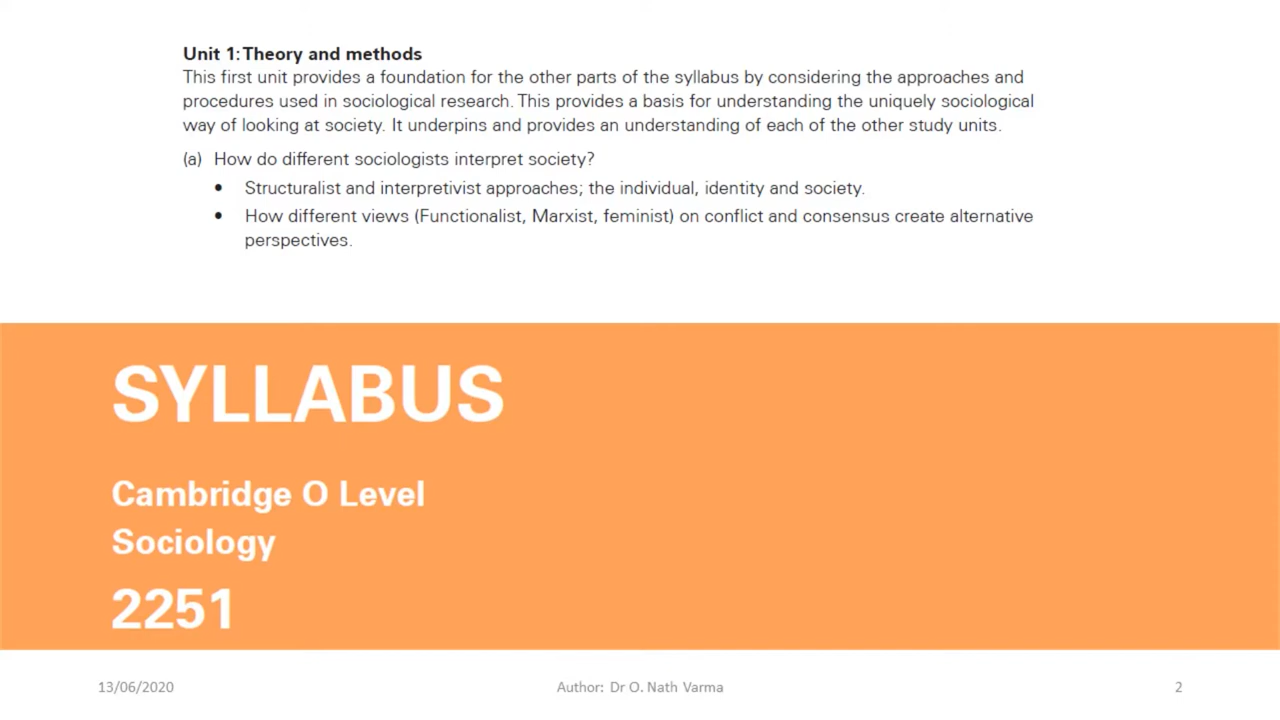 Unit 1: Theory and methods
This first unit provides a foundation for the other parts of the syllabus by considering the approaches and
procedures used in sociological research. This provides a basis for understanding the uniquely sociological
way of looking at society. It underpins and provides an understanding of each of the other study units.
(a) How do different sociologists interpret society?
• Structuralist and interpretivist approaches; the individual, identity and society.
• How different views (Functionalist, Marxist, feminist) on conflict and consensus create alternative
perspectives.
SYLLABUS
Cambridge O Level
Sociology
2251
13/06/2020 Author: Dr O. Nath Varma 2